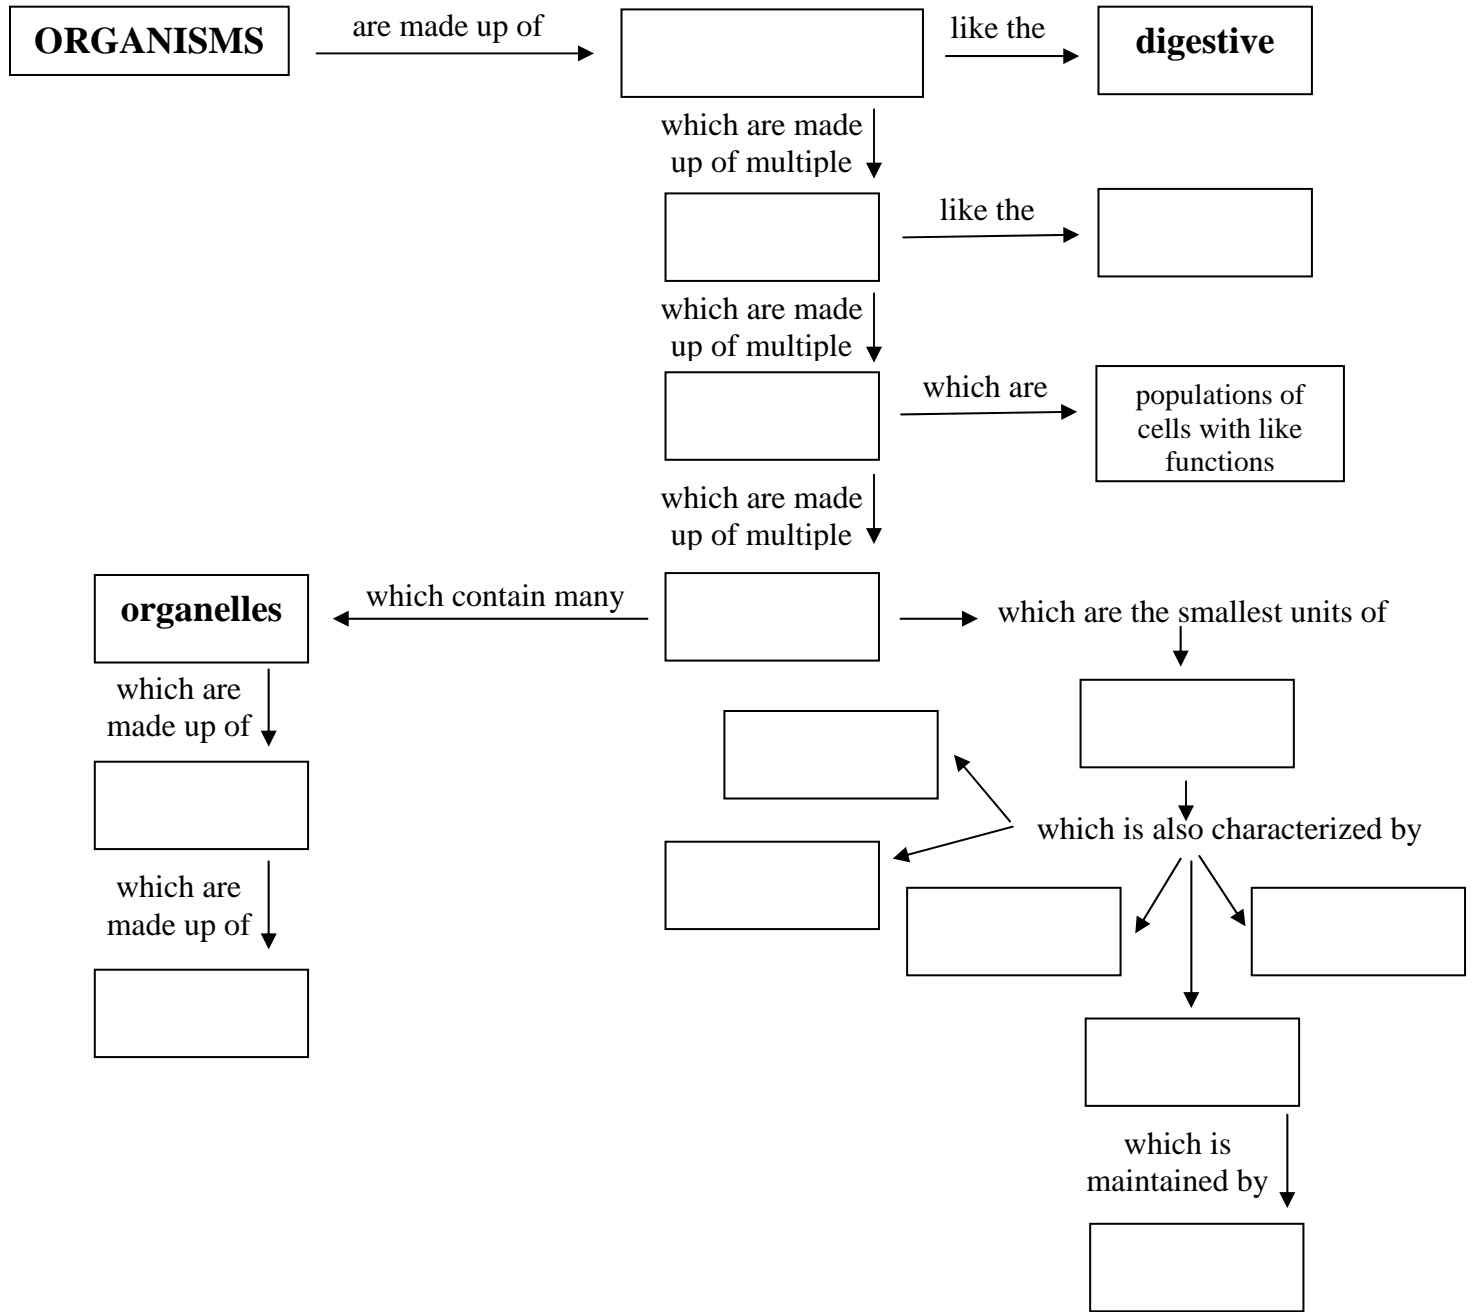 ORGANISMS
are made up of
like the
digestive
which are made
up of multiple
like the
which are made
up of multiple
which are
populations of
cells with like
functions
which are made
up of multiple
organelles
which contain many
which are the smallest units of
which are
made up of
which is also characterized by
which are
made up of
which is
maintained by